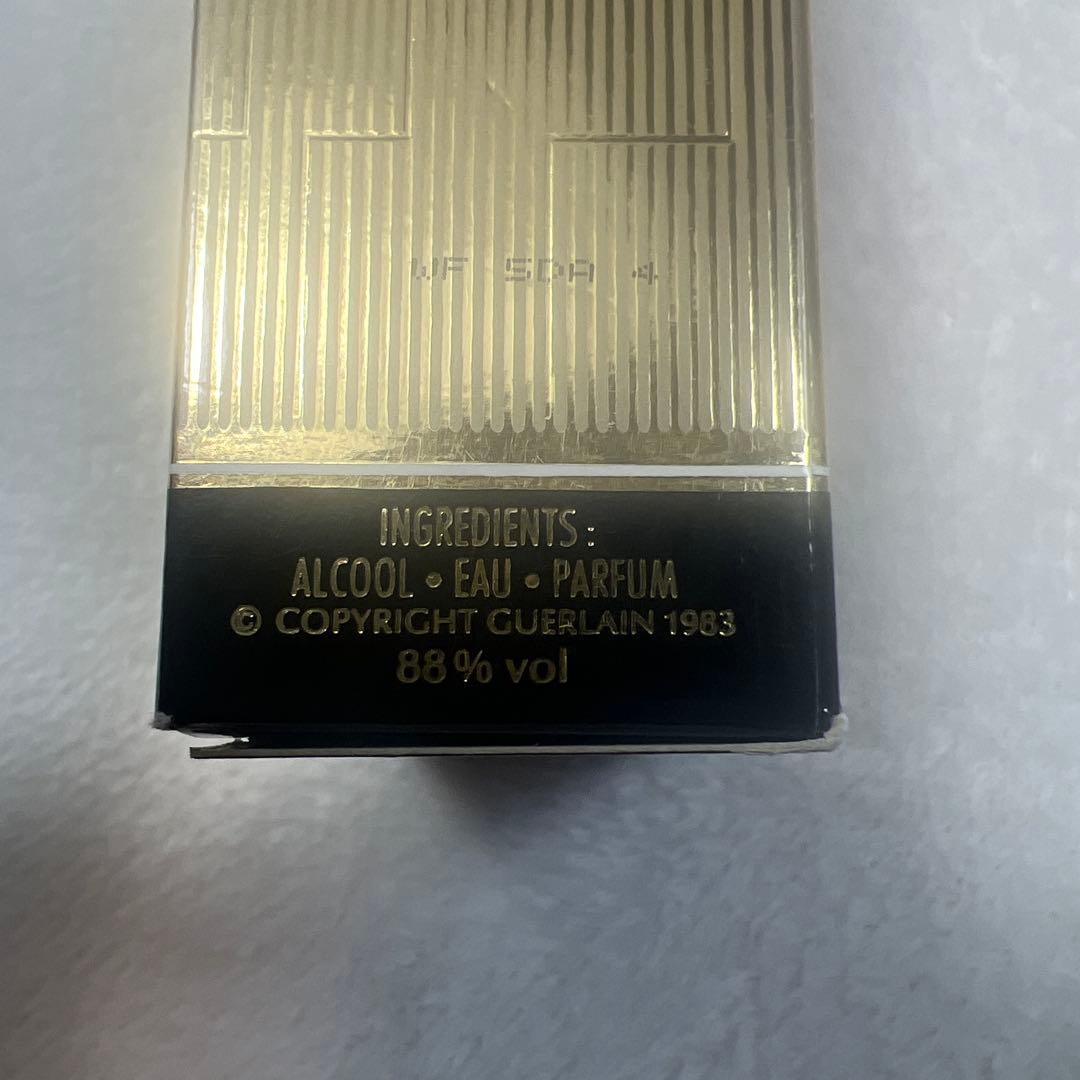 WF SDA 4
INGREDIENTS :
ALCOOL • EAU • PARFUM
© COPYRIGHT GUERLAIN 1983
88% vol